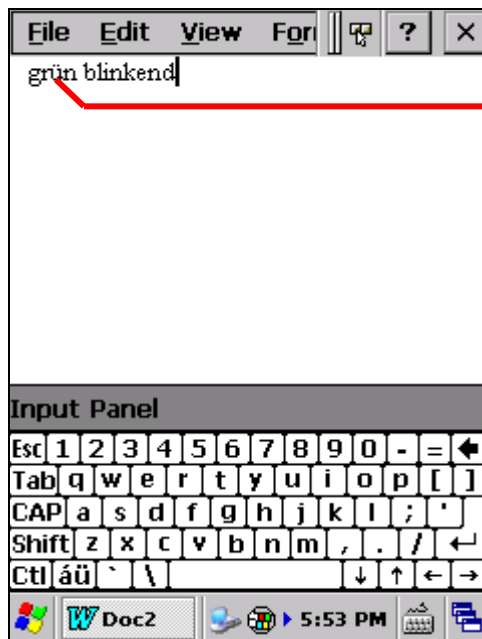 File Edit View For ? ×
grün blinkend
Input Panel
Esc 1 2 3 4 5 6 7 8 9 0 - =
Tab q w e r t y u i o p [ ]
CAP a s d f g h j k l ; '
Shift z x c v b n m , . /
Ctl áü ` \ ↓ ↑ ← →
Doc2 5:53 PM